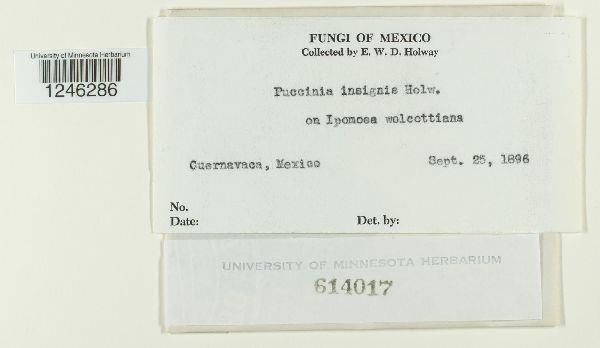 University of Minnesota Herbarium
1246286
FUNGI OF MEXICO
Collected by E. W. D. Holway
Puccinia insignis Holw.
on Ipomoea wolcottiana
Cuernavaca, Mexico Sept. 25, 1896
No.
Date: Det. by:
UNIVERSITY OF MINNESOTA HERBARIUM
614017